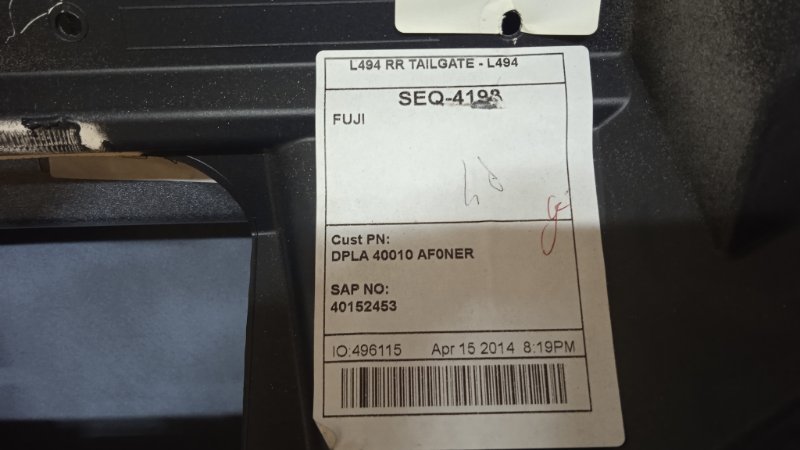 L494 RR TAILGATE - L494
SEQ-4198
FUJI
Cust PN:
DPLA 40010 AF0NER
SAP NO:
40152453
IO:496115 Apr 15 2014 8:19PM